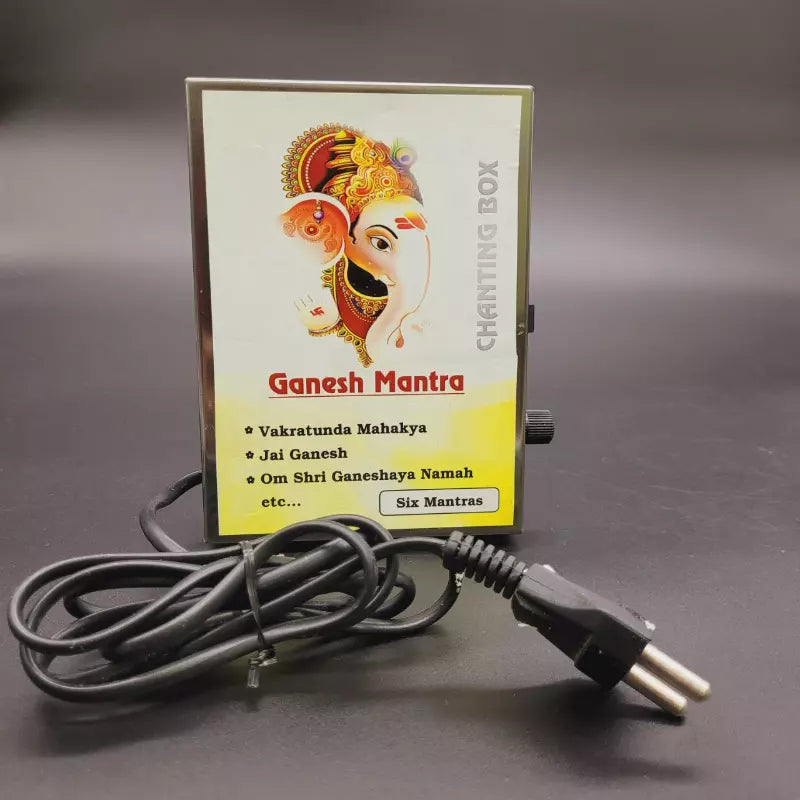 CHANTING BOX
Ganesh Mantra
Vakratunda Mahakya
Jai Ganesh
Om Shri Ganeshaya Namah
etc...
Six Mantras